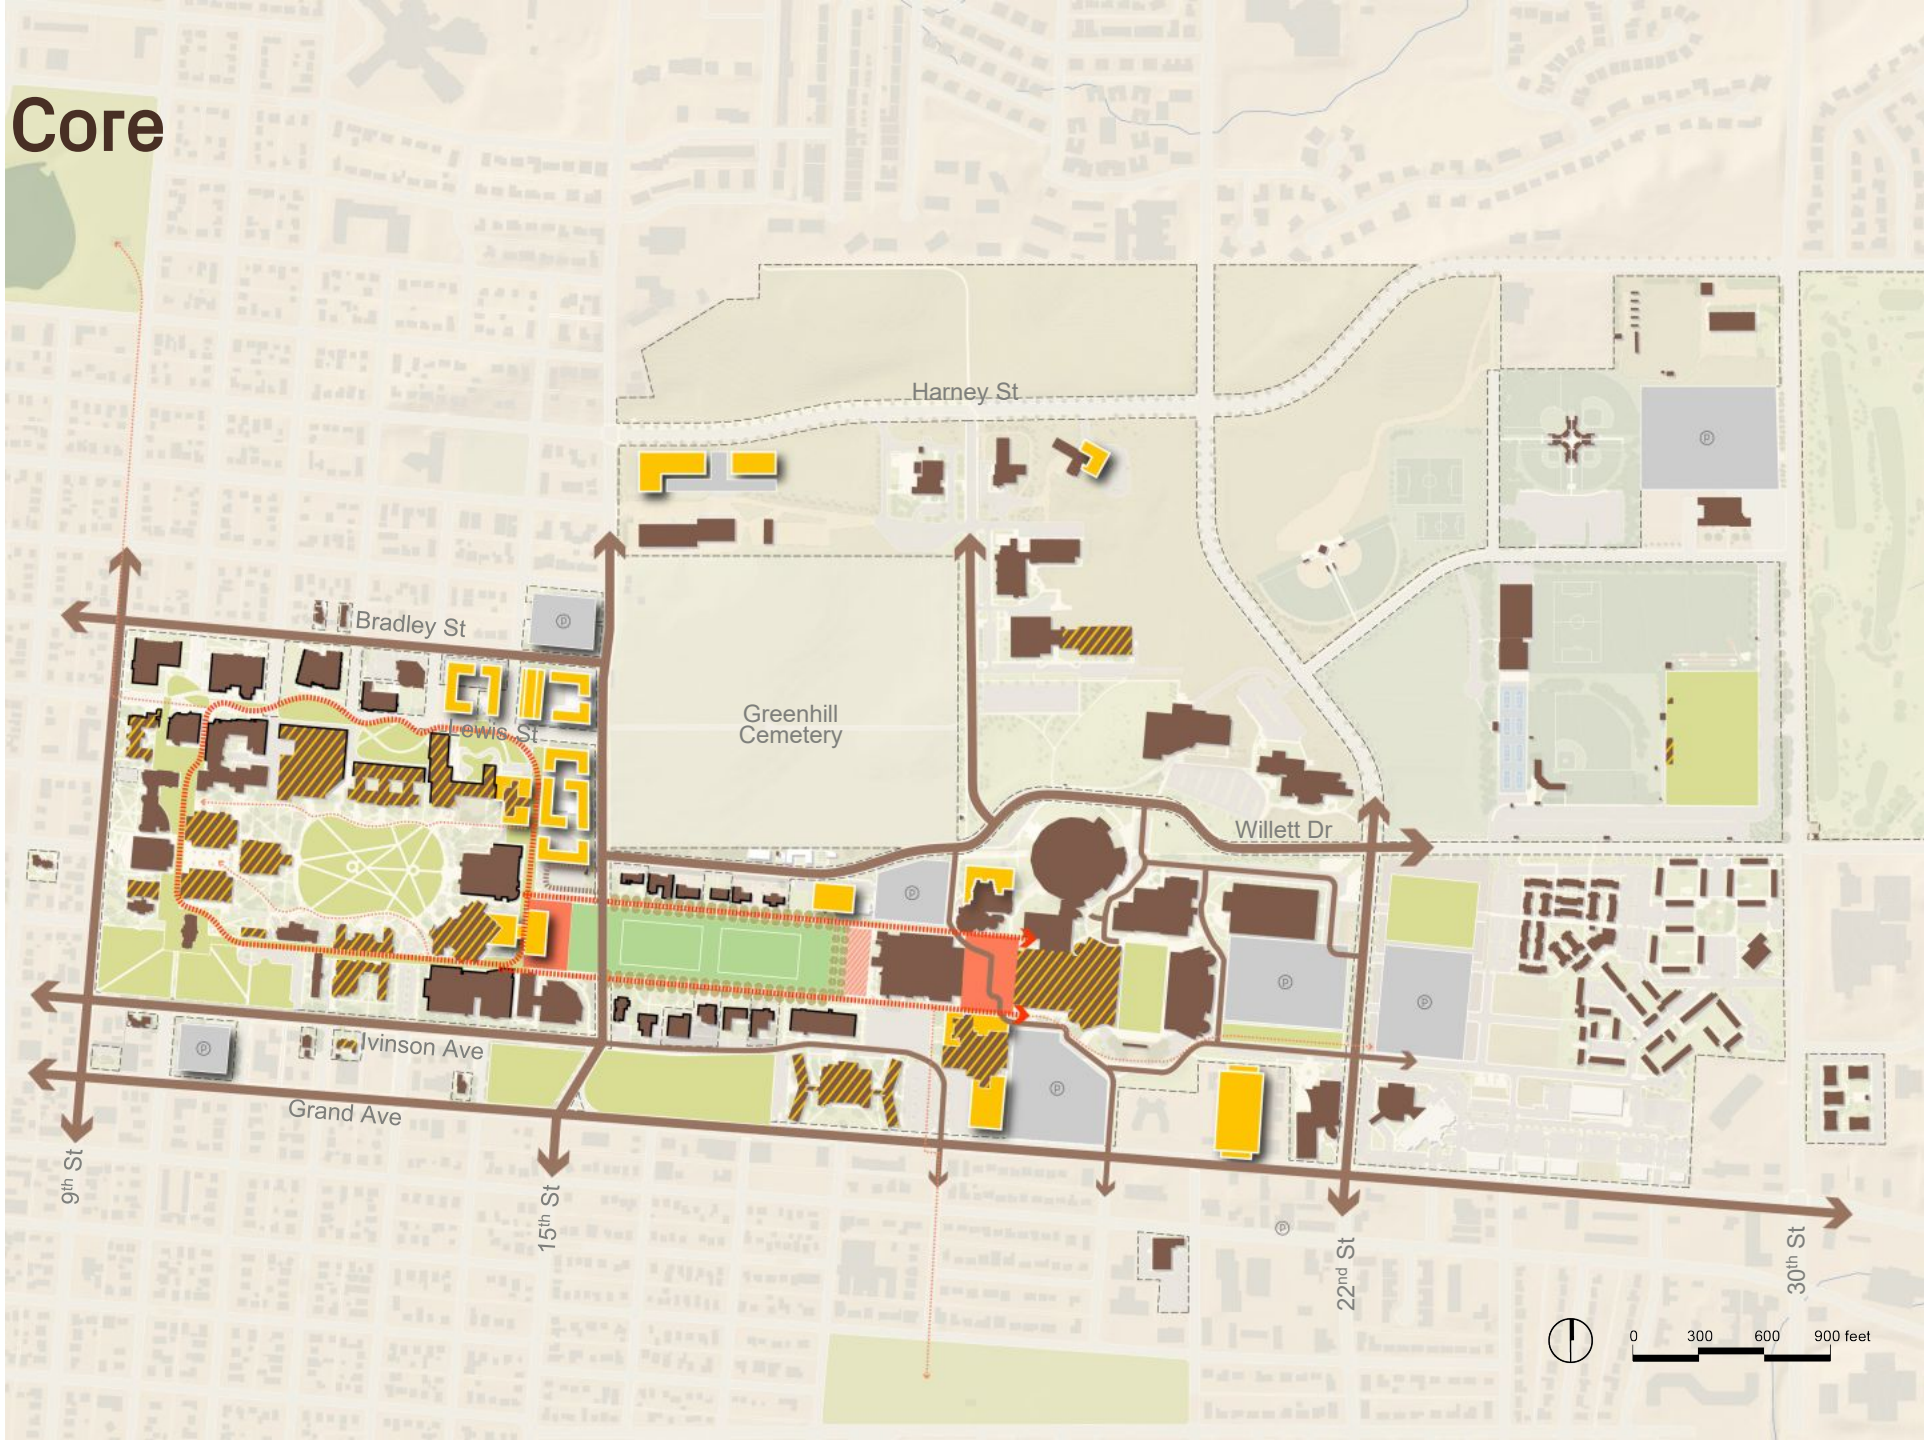 Core
Harney St
Ⓟ
Ⓟ
Bradley St
Greenhill
Cemetery
Lewis St
Willett Dr
Ⓟ
Ⓟ
Ⓟ
Ⓟ
Ivinson Ave
Ⓟ
Grand Ave
9th St
15th St
Ⓟ
22nd St
30th St
0 300 600 900 feet